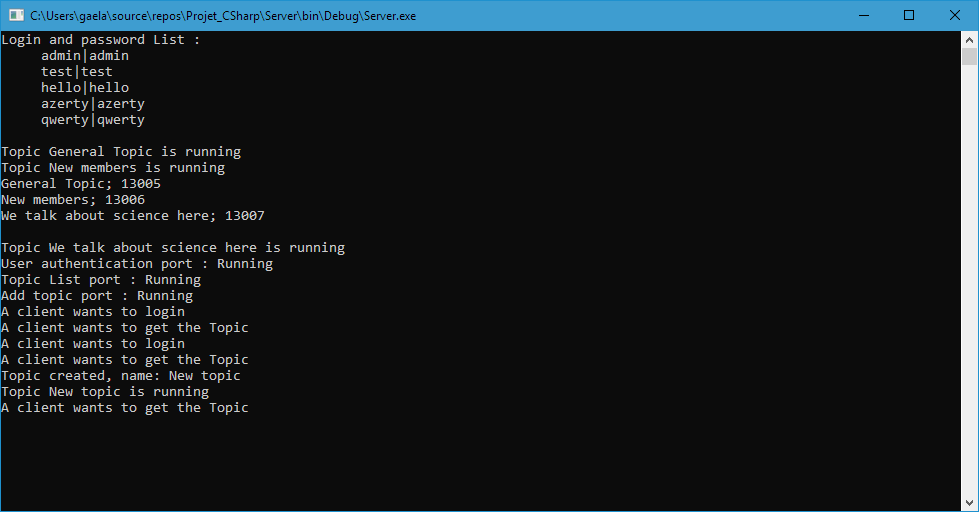 C:\Users\gaela\source\repos\Projet_CSharp\Server\bin\Debug\Server.exe
Login and password List :
admin|admin
test|test
hello|hello
azerty|azerty
qwerty|qwerty
Topic General Topic is running
Topic New members is running
General Topic; 13005
New members; 13006
We talk about science here; 13007
Topic We talk about science here is running
User authentication port : Running
Topic List port : Running
Add topic port : Running
A client wants to login
A client wants to get the Topic
A client wants to login
A client wants to get the Topic
Topic created, name: New topic
Topic New topic is running
A client wants to get the Topic